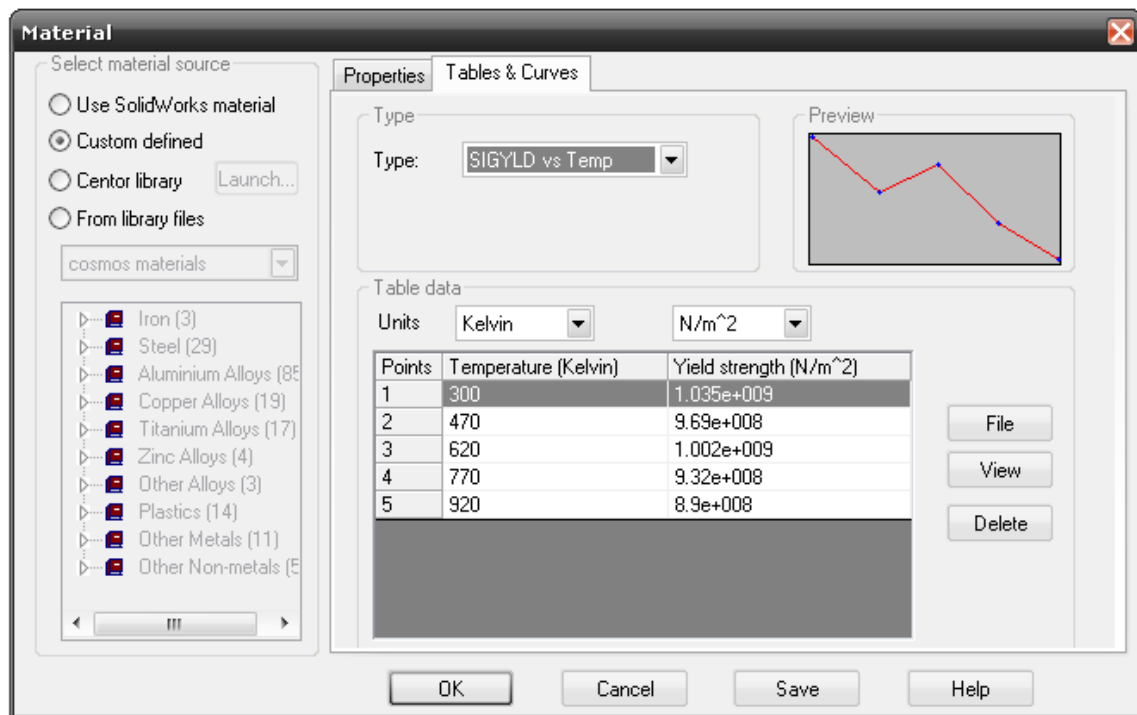 Material
Select material source
Use SolidWorks material
Custom defined
Centor library Launch...
From library files
cosmos materials
Iron (3)
Steel (29)
Aluminium Alloys (85
Copper Alloys (19)
Titanium Alloys (17)
Zinc Alloys (4)
Other Alloys (3)
Plastics (14)
Other Metals (11)
Other Non-metals (5
Properties Tables & Curves
Type
Type: SIGYLD vs Temp
Preview
Table data
Units Kelvin N/m^2
Points Temperature (Kelvin) Yield strength (N/m^2)
1 300 1.035e+009
2 470 9.69e+008
3 620 1.002e+009
4 770 9.32e+008
5 920 8.9e+008
File
View
Delete
OK Cancel Save Help